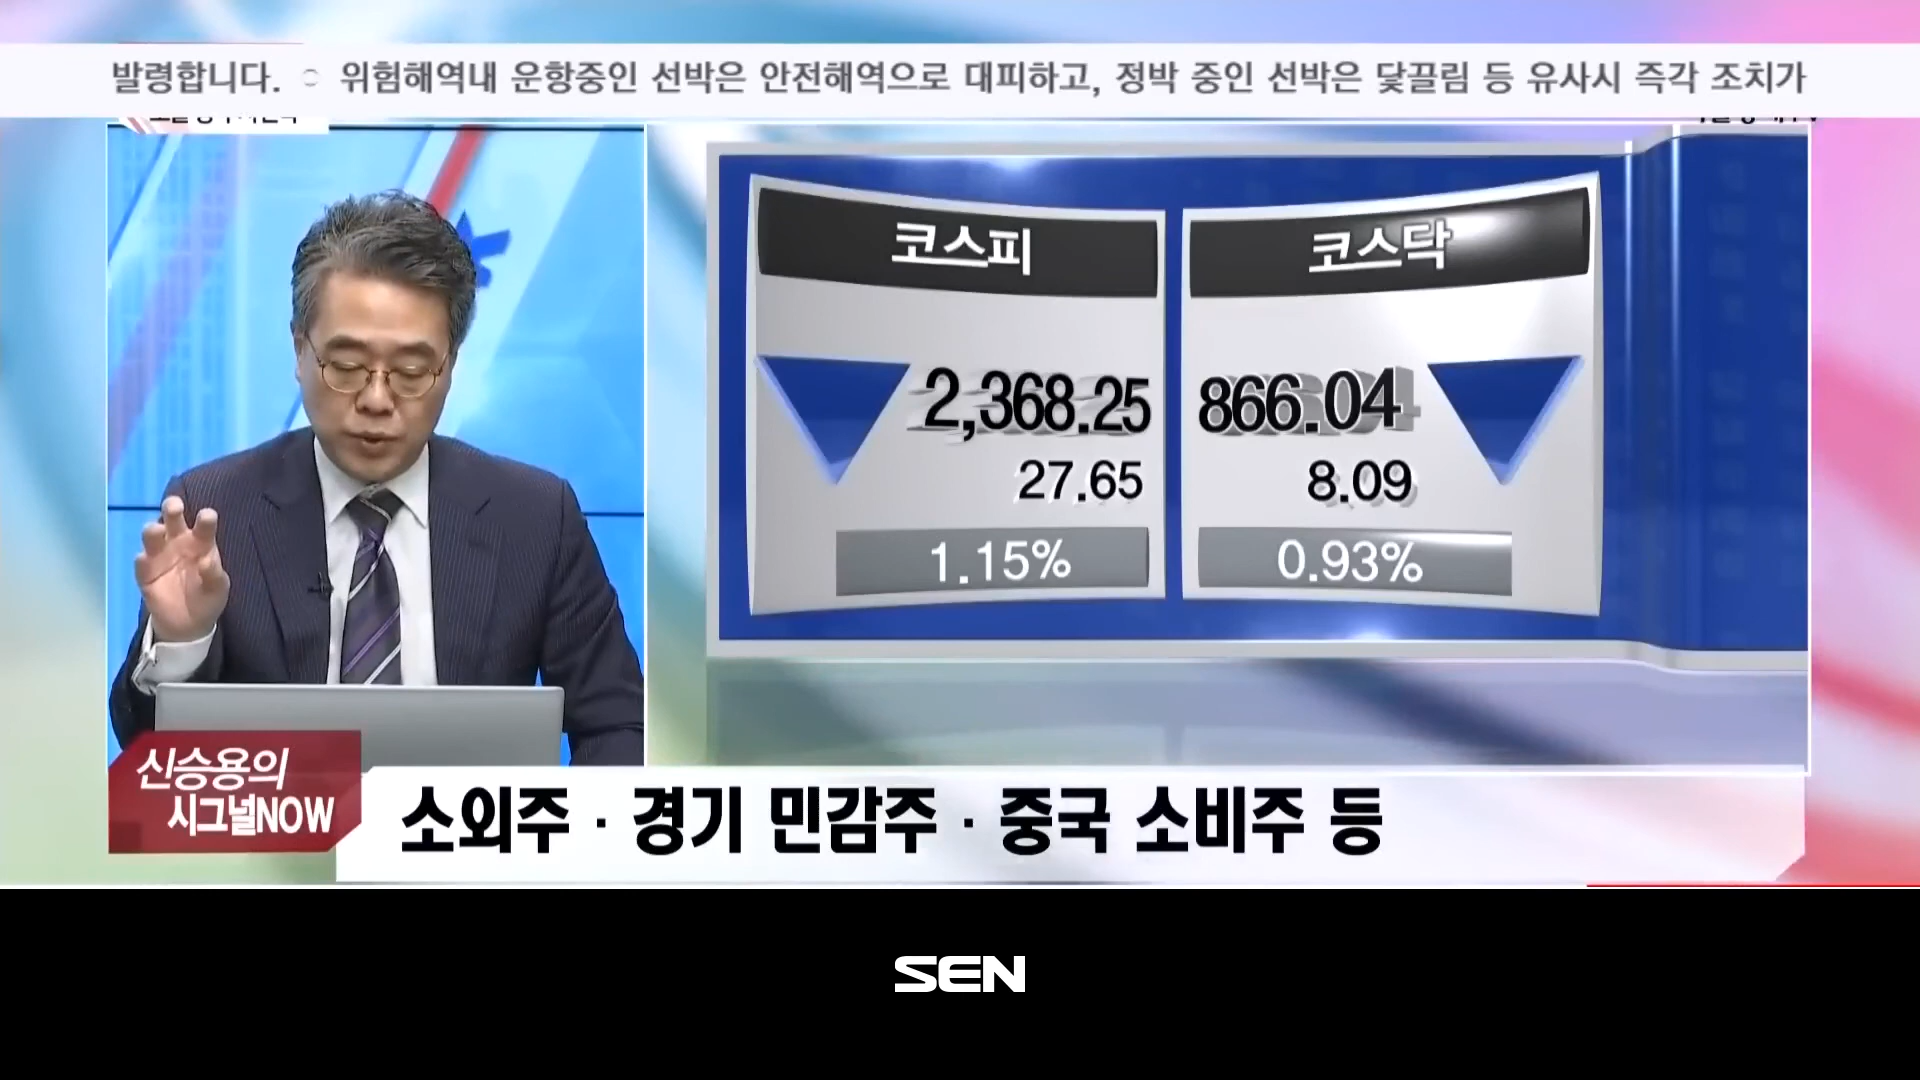 발령합니다. ○ 위험해역내 운항중인 선박은 안전해역으로 대피하고, 정박 중인 선박은 닻끌림 등 유사시 즉각 조치가
코스피
2,368.25
27.65
1.15%
코스닥
866.04
8.09
0.93%
신승용의
시그널NOW
소외주 · 경기 민감주 · 중국 소비주 등
SEN